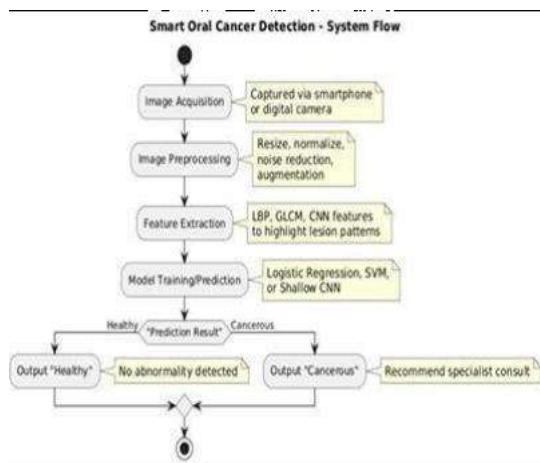 Smart Oral Cancer Detection - System Flow
Image Acquisition
Captured via smartphone
or digital camera
Image Preprocessing
Resize, normalize,
noise reduction,
augmentation
Feature Extraction
LBP, GLCM, CNN features
to highlight lesion patterns
Model Training/Prediction
Logistic Regression, SVM,
or Shallow CNN
Healthy
"Prediction Result"
Cancerous
Output "Healthy"
No abnormality detected
Output "Cancerous"
Recommend specialist consult